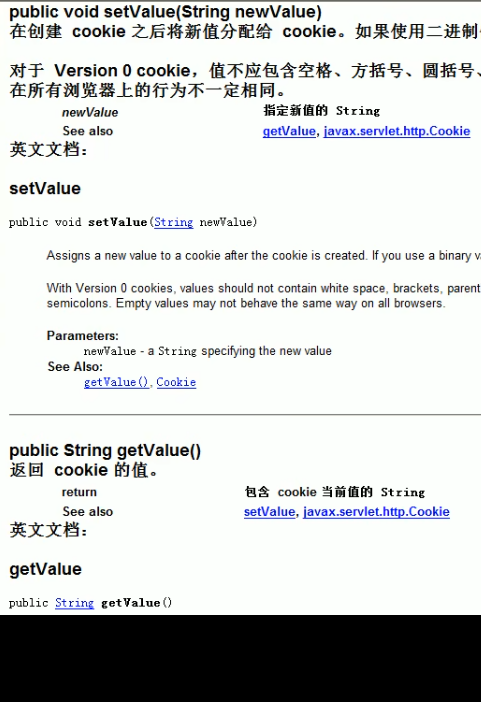 public void setValue(String newValue)
在创建 cookie 之后将新值分配给 cookie。如果使用二进制
对于 Version 0 cookie，值不应包含空格、方括号、圆括号、
在所有浏览器上的行为不一定相同。
newValue 指定新值的 String
See also getValue, javax.servlet.http.Cookie
英文文档：
setValue
public void setValue(String newValue)
Assigns a new value to a cookie after the cookie is created. If you use a binary
With Version 0 cookies, values should not contain white space, brackets,
semicolons. Empty values may not behave the same way on all browsers.
Parameters:
newValue - a String specifying the new value
See Also:
getValue(), Cookie
public String getValue()
返回 cookie 的值。
return 包含 cookie 当前值的 String
See also setValue, javax.servlet.http.Cookie
英文文档：
getValue
public String getValue()